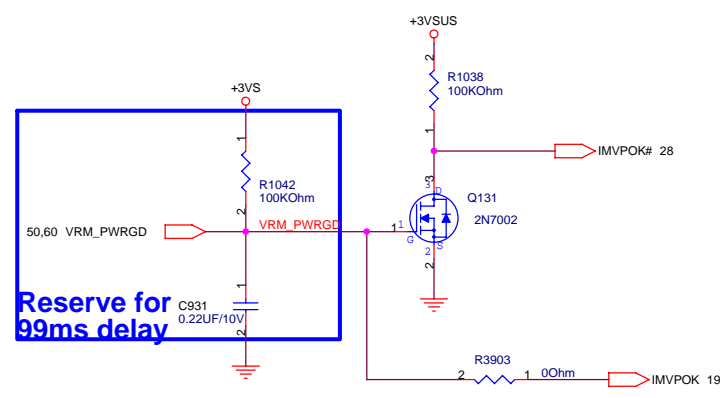 +3VSUS
2
R1038
100KOhm
1
IMVPOK# 28
+3VS
1
R1042
100KOhm
2
50,60 VRM_PWRGD
VRM_PWRGD
1
1
G
3
3
D
Q131
2N7002
2
S
2
1
C931
0.22UF/10V
2
Reserve for
99ms delay
R3903
2
1
0Ohm
IMVPOK 19